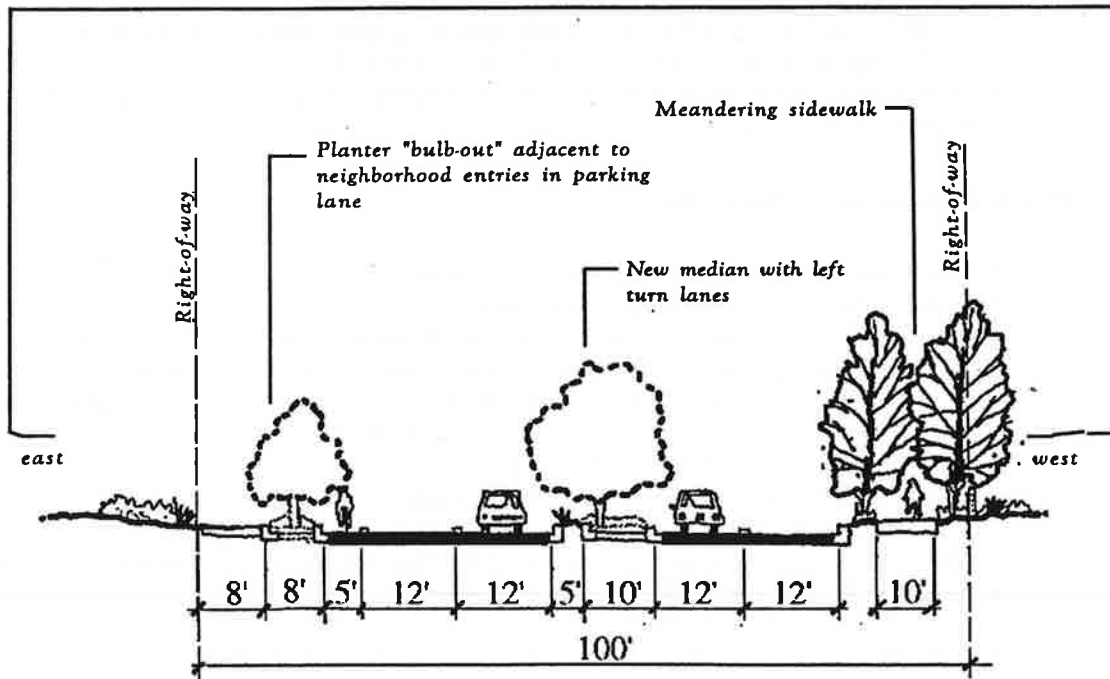 Meandering sidewalk
Planter "bulb-out" adjacent to
neighborhood entries in parking
lane
Right-of-way
Right-of-way
New median with left
turn lanes
east
west
8' 8' 5' 12' 12' 5' 10' 12' 12' 10'
100'